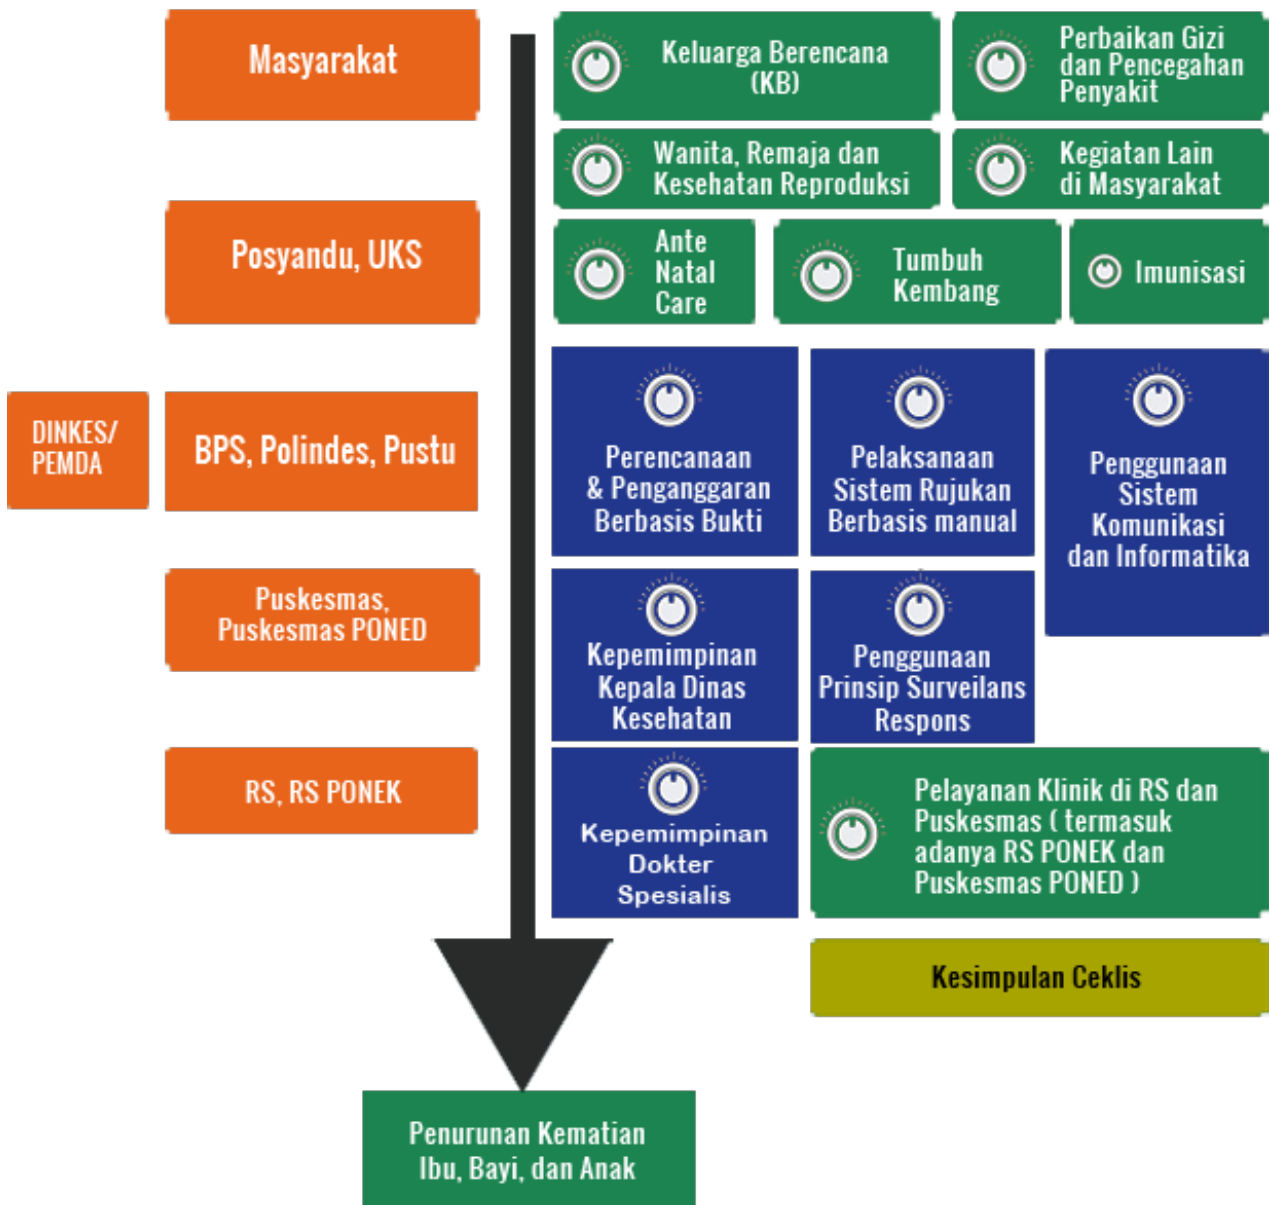 Masyarakat
Keluarga Berencana
(KB)
Perbaikan Gizi
dan Pencegahan
Penyakit
Wanita, Remaja dan
Kesehatan Reproduksi
Kegiatan Lain
di Masyarakat
Posyandu, UKS
Ante
Natal
Care
Tumbuh
Kembang
Imunisasi
DINKES/
PEMDA
BPS, Polindes, Pustu
Perencanaan
& Penganggaran
Berbasis Bukti
Pelaksanaan
Sistem Rujukan
Berbasis manual
Penggunaan
Sistem
Komunikasi
dan Informatika
Puskesmas,
Puskesmas PONED
Kepemimpinan
Kepala Dinas
Kesehatan
Penggunaan
Prinsip Surveilans
Respons
RS, RS PONEK
Kepemimpinan
Dokter
Spesialis
Pelayanan Klinik di RS dan
Puskesmas ( termasuk
adanya RS PONEK dan
Puskesmas PONED )
Kesimpulan Ceklis
Penurunan Kematian
Ibu, Bayi, dan Anak